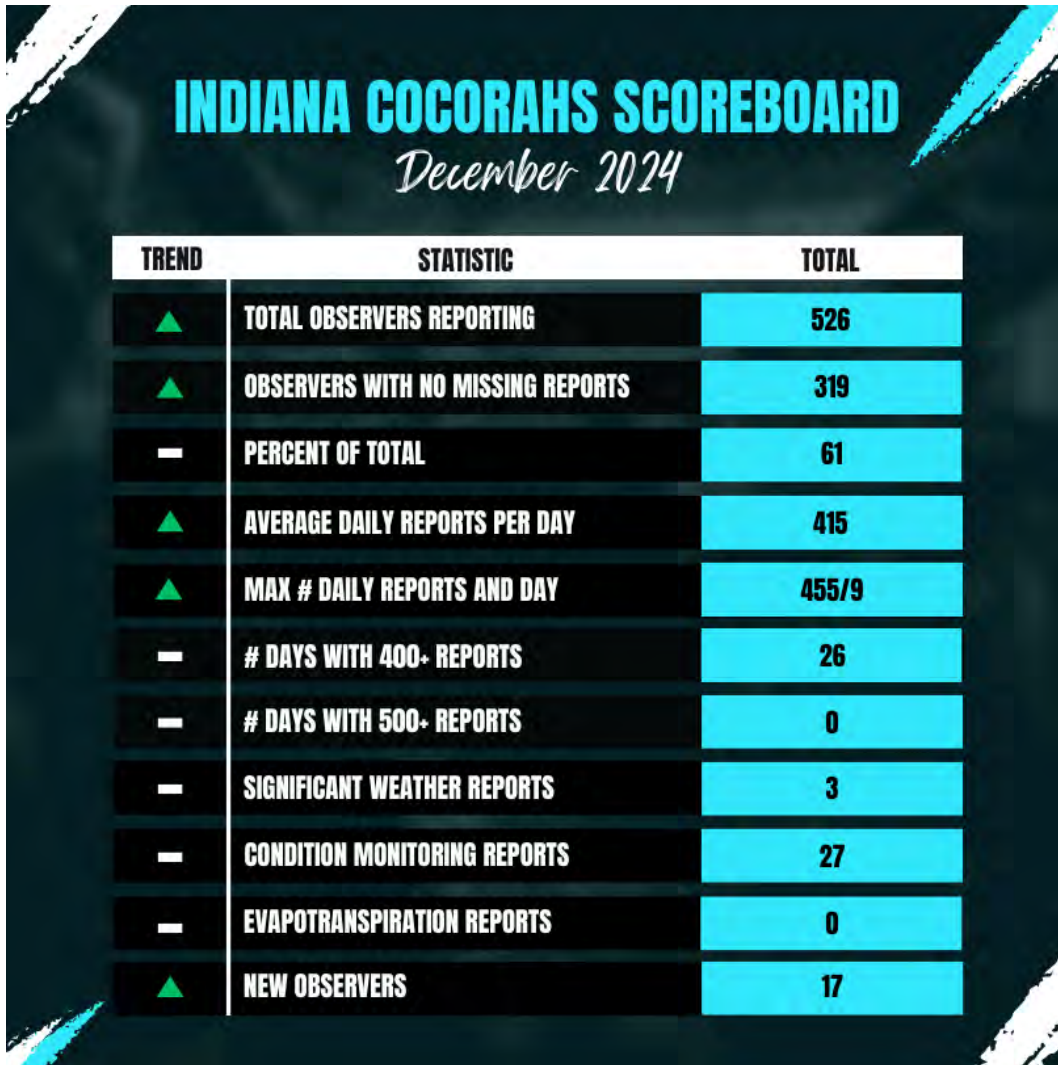 INDIANA COCORAHS SCOREBOARD
December 2024
TREND STATISTIC TOTAL
TOTAL OBSERVERS REPORTING 526
OBSERVERS WITH NO MISSING REPORTS 319
PERCENT OF TOTAL 61
AVERAGE DAILY REPORTS PER DAY 415
MAX # DAILY REPORTS AND DAY 455/9
# DAYS WITH 400+ REPORTS 26
# DAYS WITH 500+ REPORTS 0
SIGNIFICANT WEATHER REPORTS 3
CONDITION MONITORING REPORTS 27
EVAPOTRANSPIRATION REPORTS 0
NEW OBSERVERS 17